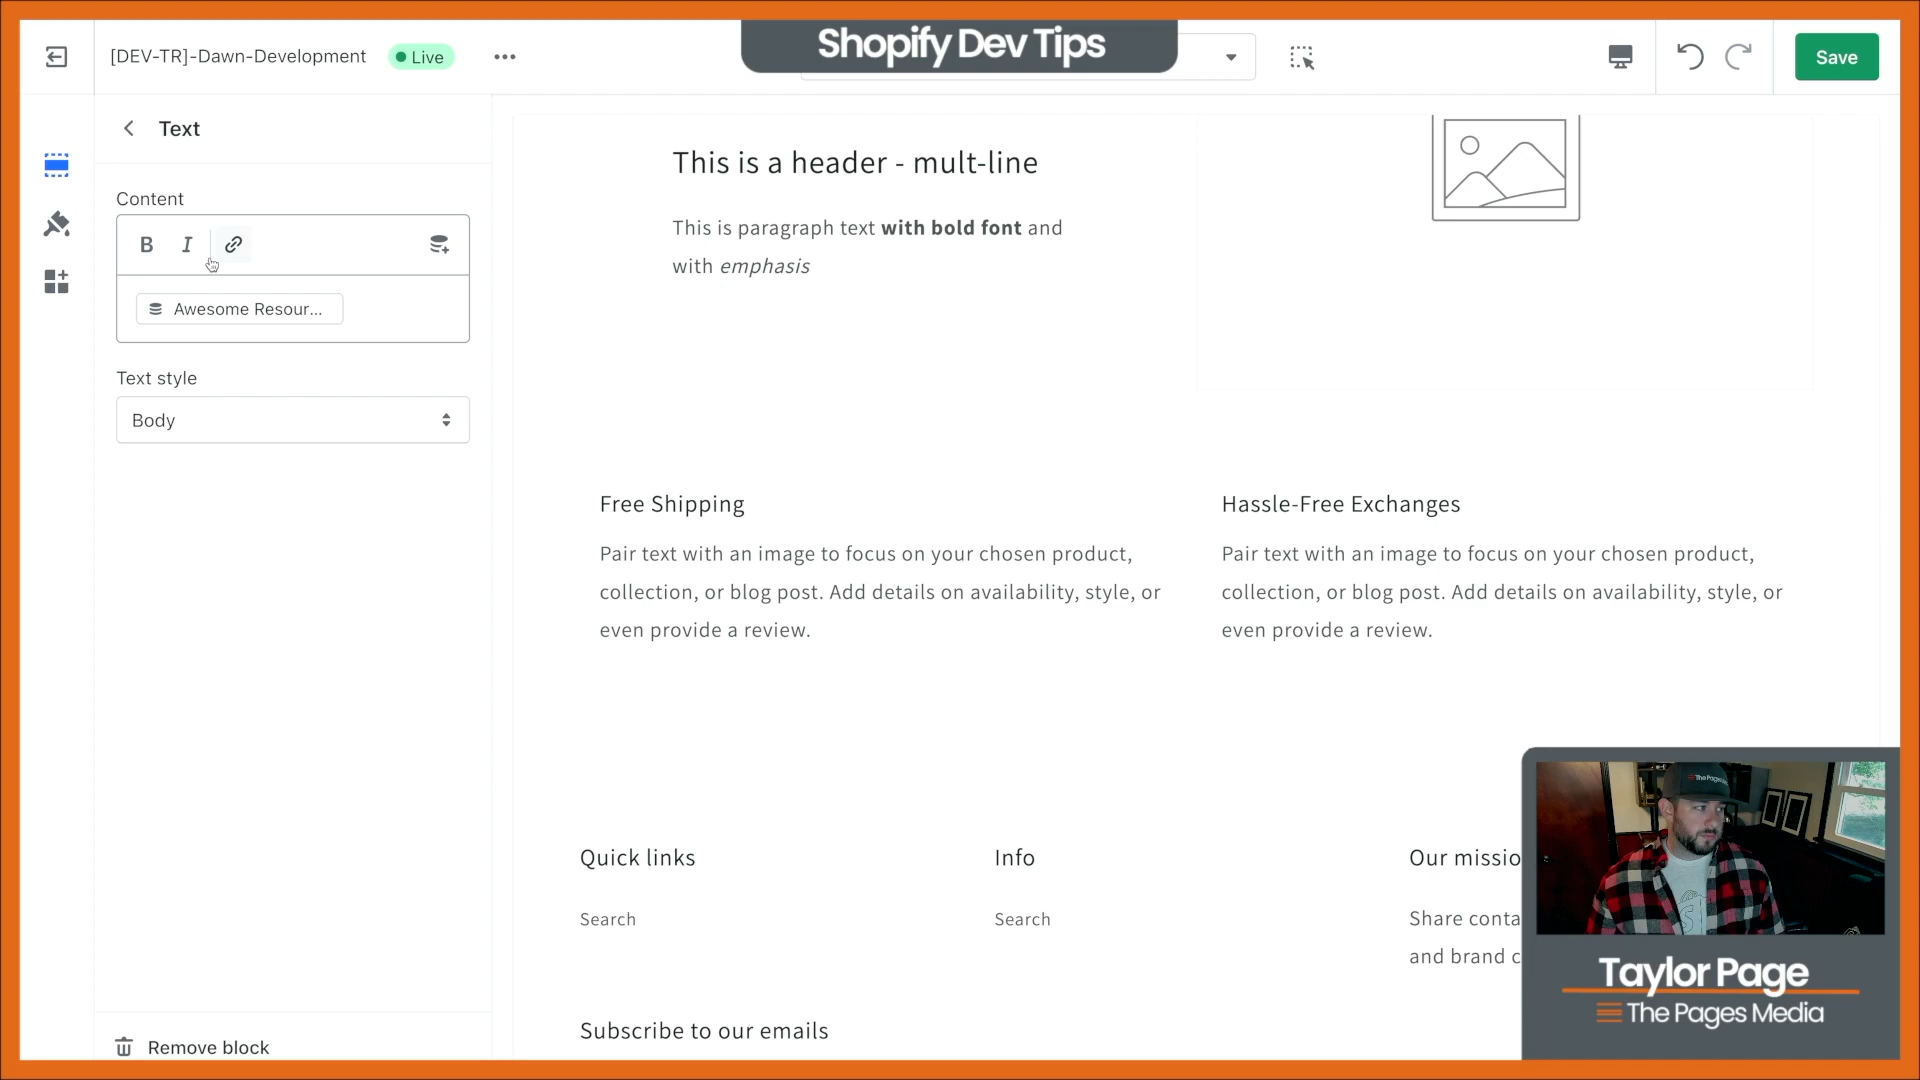 [DEV-TR]-Dawn-Development
Live
Shopify Dev Tips
Save
Text
Content
B I
Awesome Resour...
Text style
Body
Remove block
This is a header - mult-line
This is paragraph text with bold font and
with emphasis
Free Shipping
Pair text with an image to focus on your chosen product,
collection, or blog post. Add details on availability, style, or
even provide a review.
Hassle-Free Exchanges
Pair text with an image to focus on your chosen product,
collection, or blog post. Add details on availability, style, or
even provide a review.
Quick links
Search
Info
Search
Our missio
Share conta
and brand c
Subscribe to our emails
Taylor Page
The Pages Media